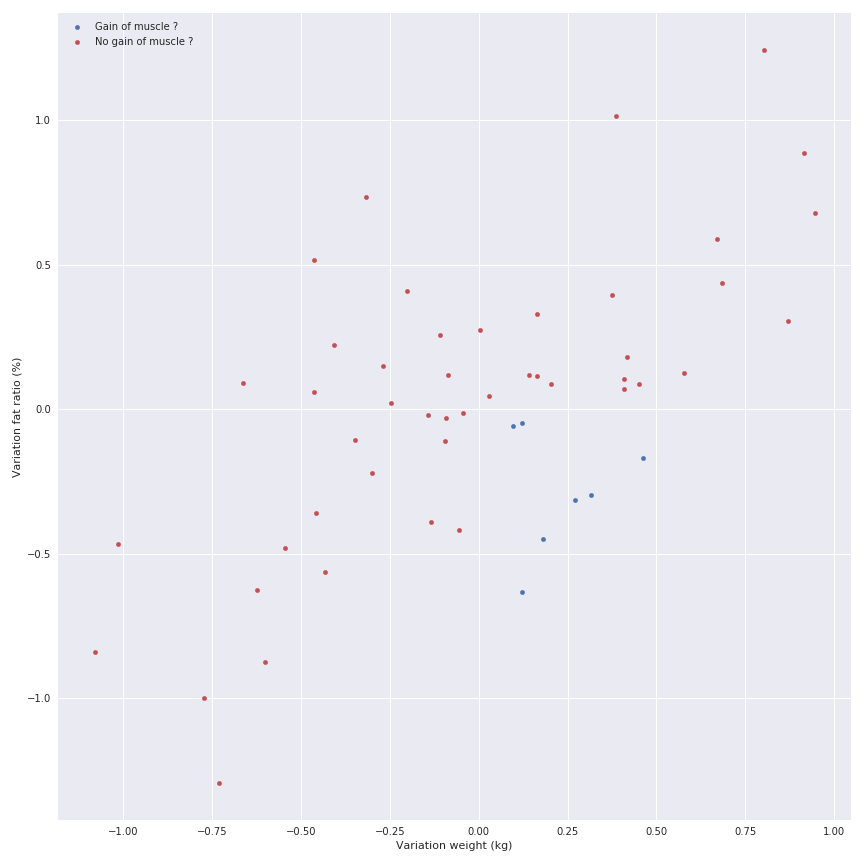 Gain of muscle ?
No gain of muscle ?
1.0
0.5
0.0
−0.5
−1.0
Variation fat ratio (%)
−1.00 −0.75 −0.50 −0.25 0.00 0.25 0.50 0.75 1.00
Variation weight (kg)